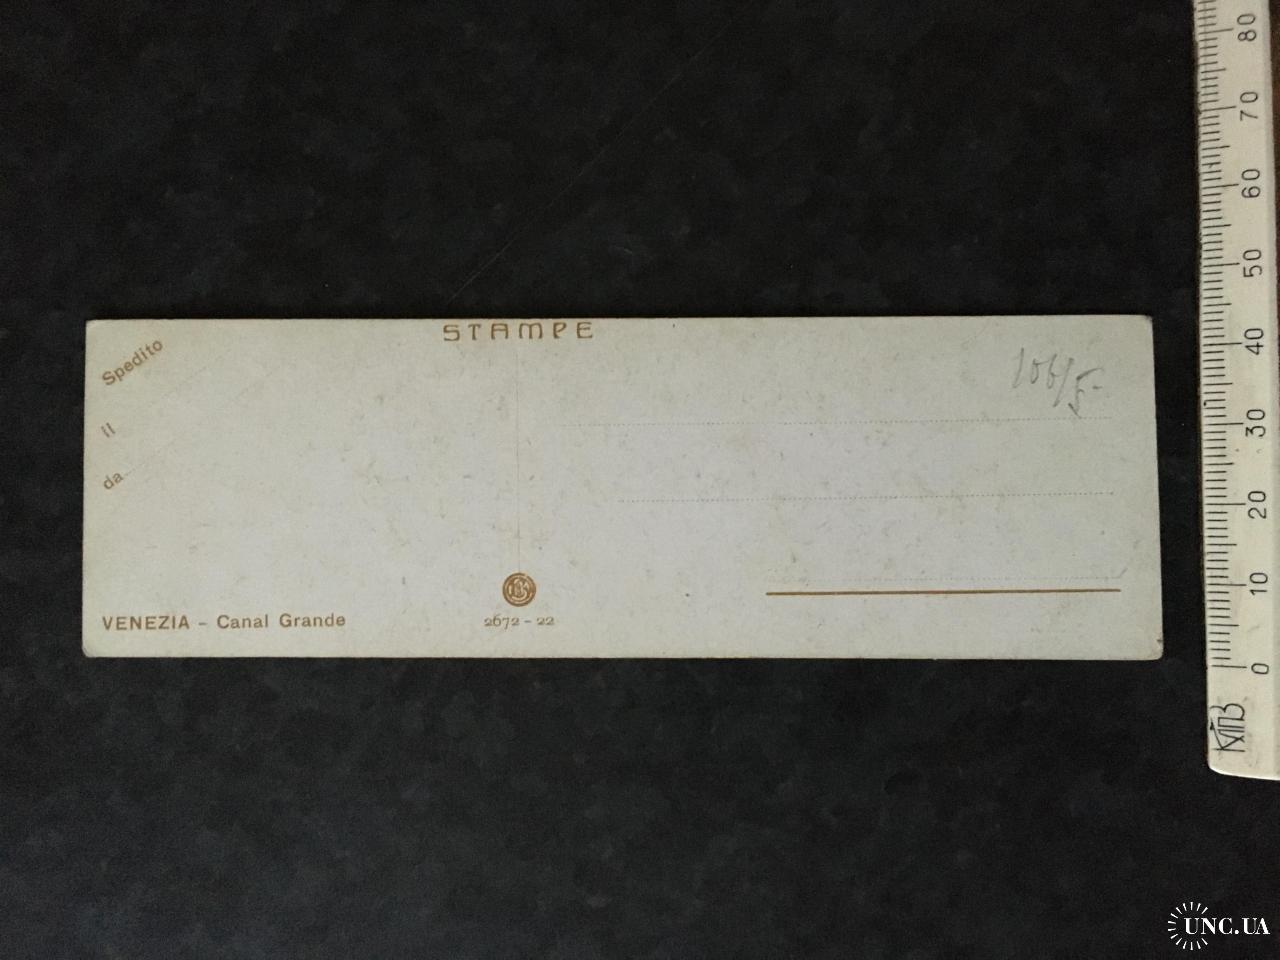 STAMPE
Spedito
il
da
106/5-
VENEZIA - Canal Grande
2672 - 22
80
70
60
50
40
30
20
10
0
UNC.UA